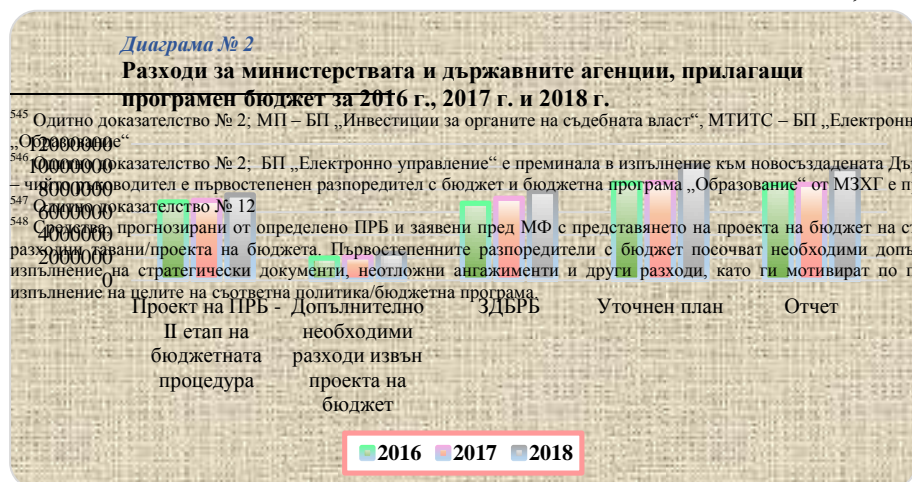 Диаграма № 2
Разходи за министерствата и държавните агенции, прилагащи
програмен бюджет за 2016 г., 2017 г. и 2018 г.
545 Одитно доказателство № 2; МП – БП „Инвестиции за органите на съдебната власт“, МТИТС – БП „Електронн
„Образование“
546 Одитно доказателство № 2; БП „Електронно управление“ е преминала в изпълнение към новосъздадената Дър
– чийто ръководител е първостепенен разпоредител с бюджет и бюджетна програма „Образование“ от МЗХГ е п
547 Одитно доказателство № 12
548 Средства, прогнозирани от определено ПРБ и заявени пред МФ с представянето на проекта на бюджет на ст
разходни тавани/проекта на бюджета. Първостепенните разпоредители с бюджет посочват необходими допъ
изпълнение на стратегически документи, неотложни ангажименти и други разходи, като ги мотивират по п
изпълнение на целите на съответна политика/бюджетна програма.
12000000
10000000
8000000
6000000
4000000
2000000
0
Проект на ПРБ -
II етап на
бюджетната
процедура
Допълнително
необходими
разходи извън
проекта на
бюджет
ЗДБРБ
Уточнен план
Отчет
2016 2017 2018